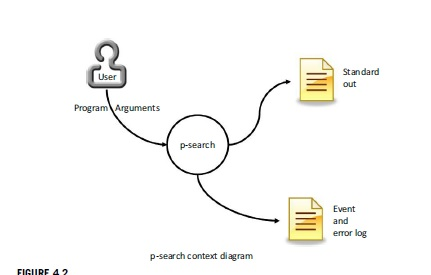 User
Program Arguments
Standard
out
p-search
Event
and
error log
p-search context diagram
FIGURE 4.2